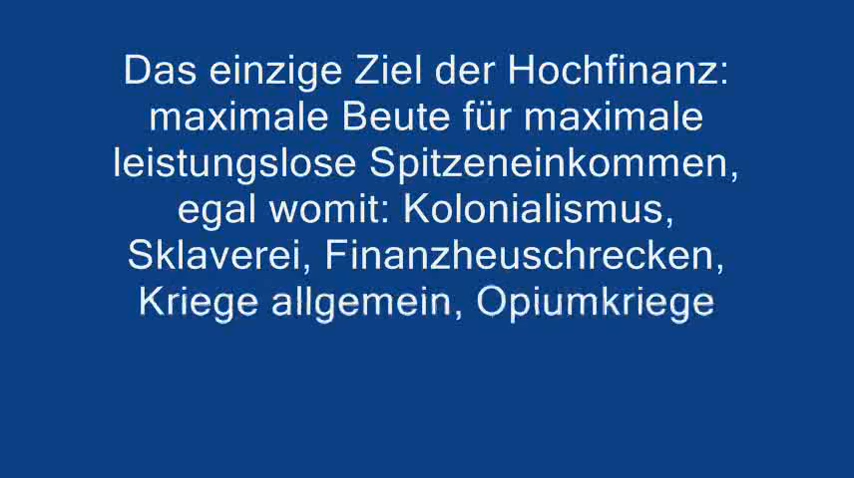 Das einzige Ziel der Hochfinanz:
maximale Beute für maximale
leistungslose Spitzeneinkommen,
egal womit: Kolonialismus,
Sklaverei, Finanzheuschrecken,
Kriege allgemein, Opiumkriege